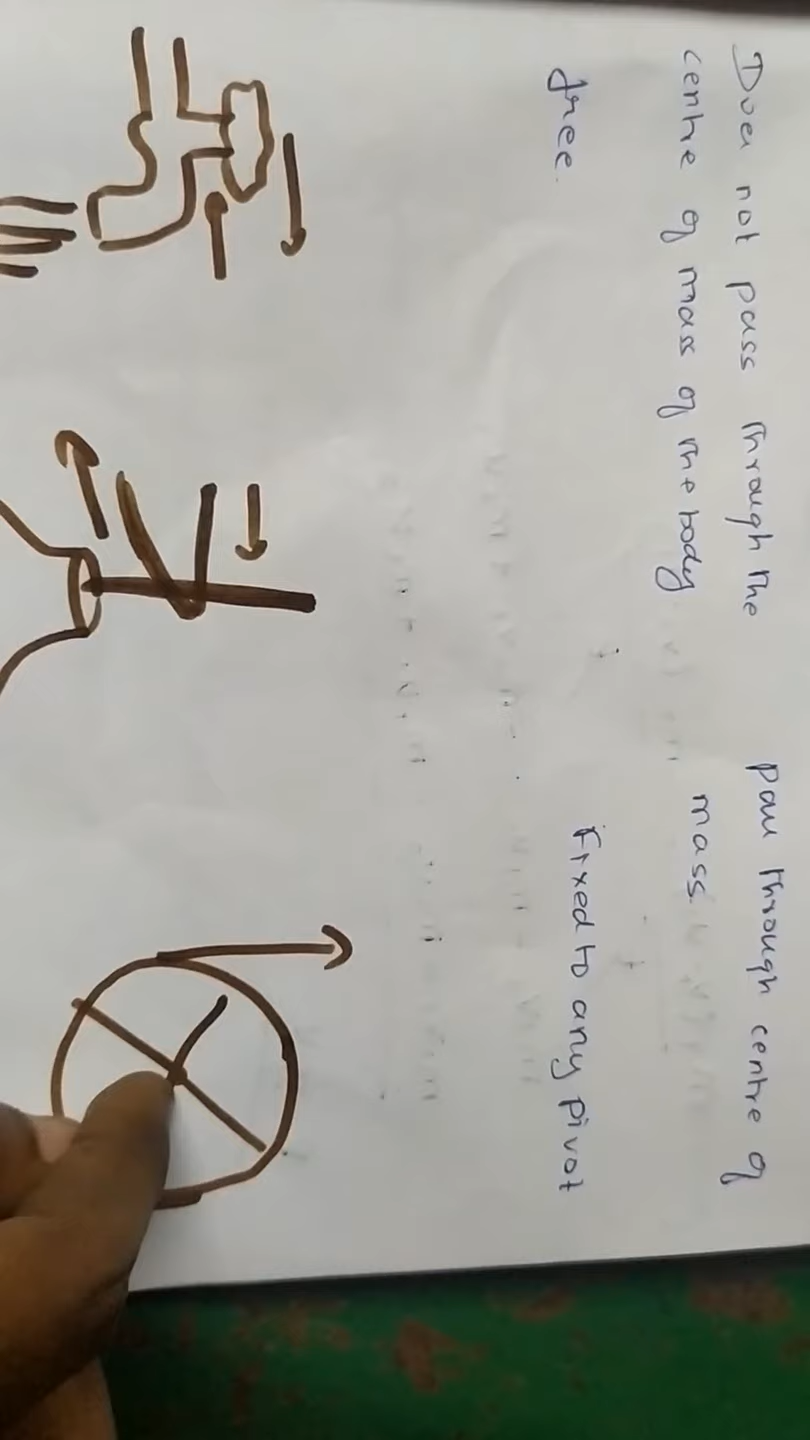 Does not pass through the
centre of mass of the body
free.
pass through centre of
mass.
Fixed to any pivot